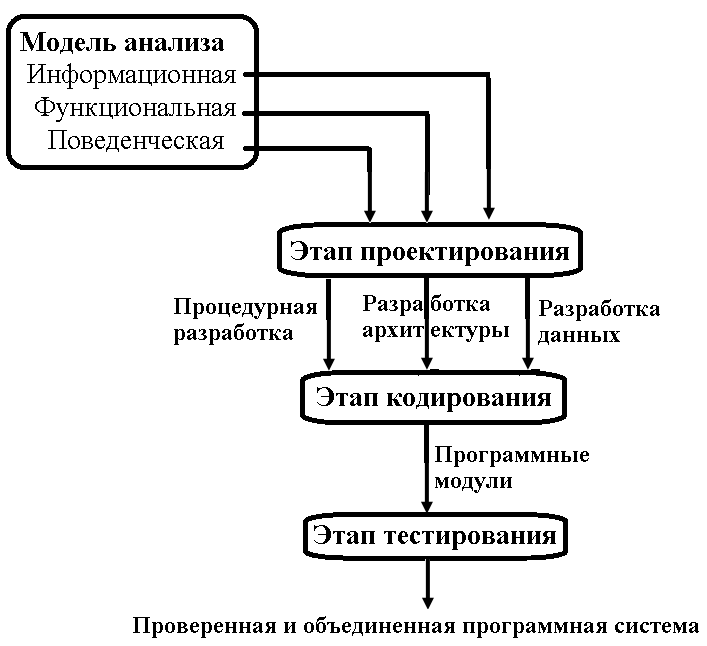 Модель анализа
Информационная
Функциональная
Поведенческая
Этап проектирования
Процедурная
разработка
Разработка
архитектуры
Разработка
данных
Этап кодирования
Программные
модули
Этап тестирования
Проверенная и объединенная программная система